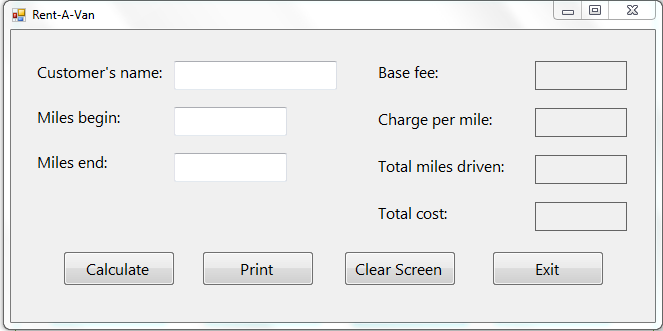 Rent-A-Van
Customer's name:
Miles begin:
Miles end:
Base fee:
Charge per mile:
Total miles driven:
Total cost:
Calculate
Print
Clear Screen
Exit